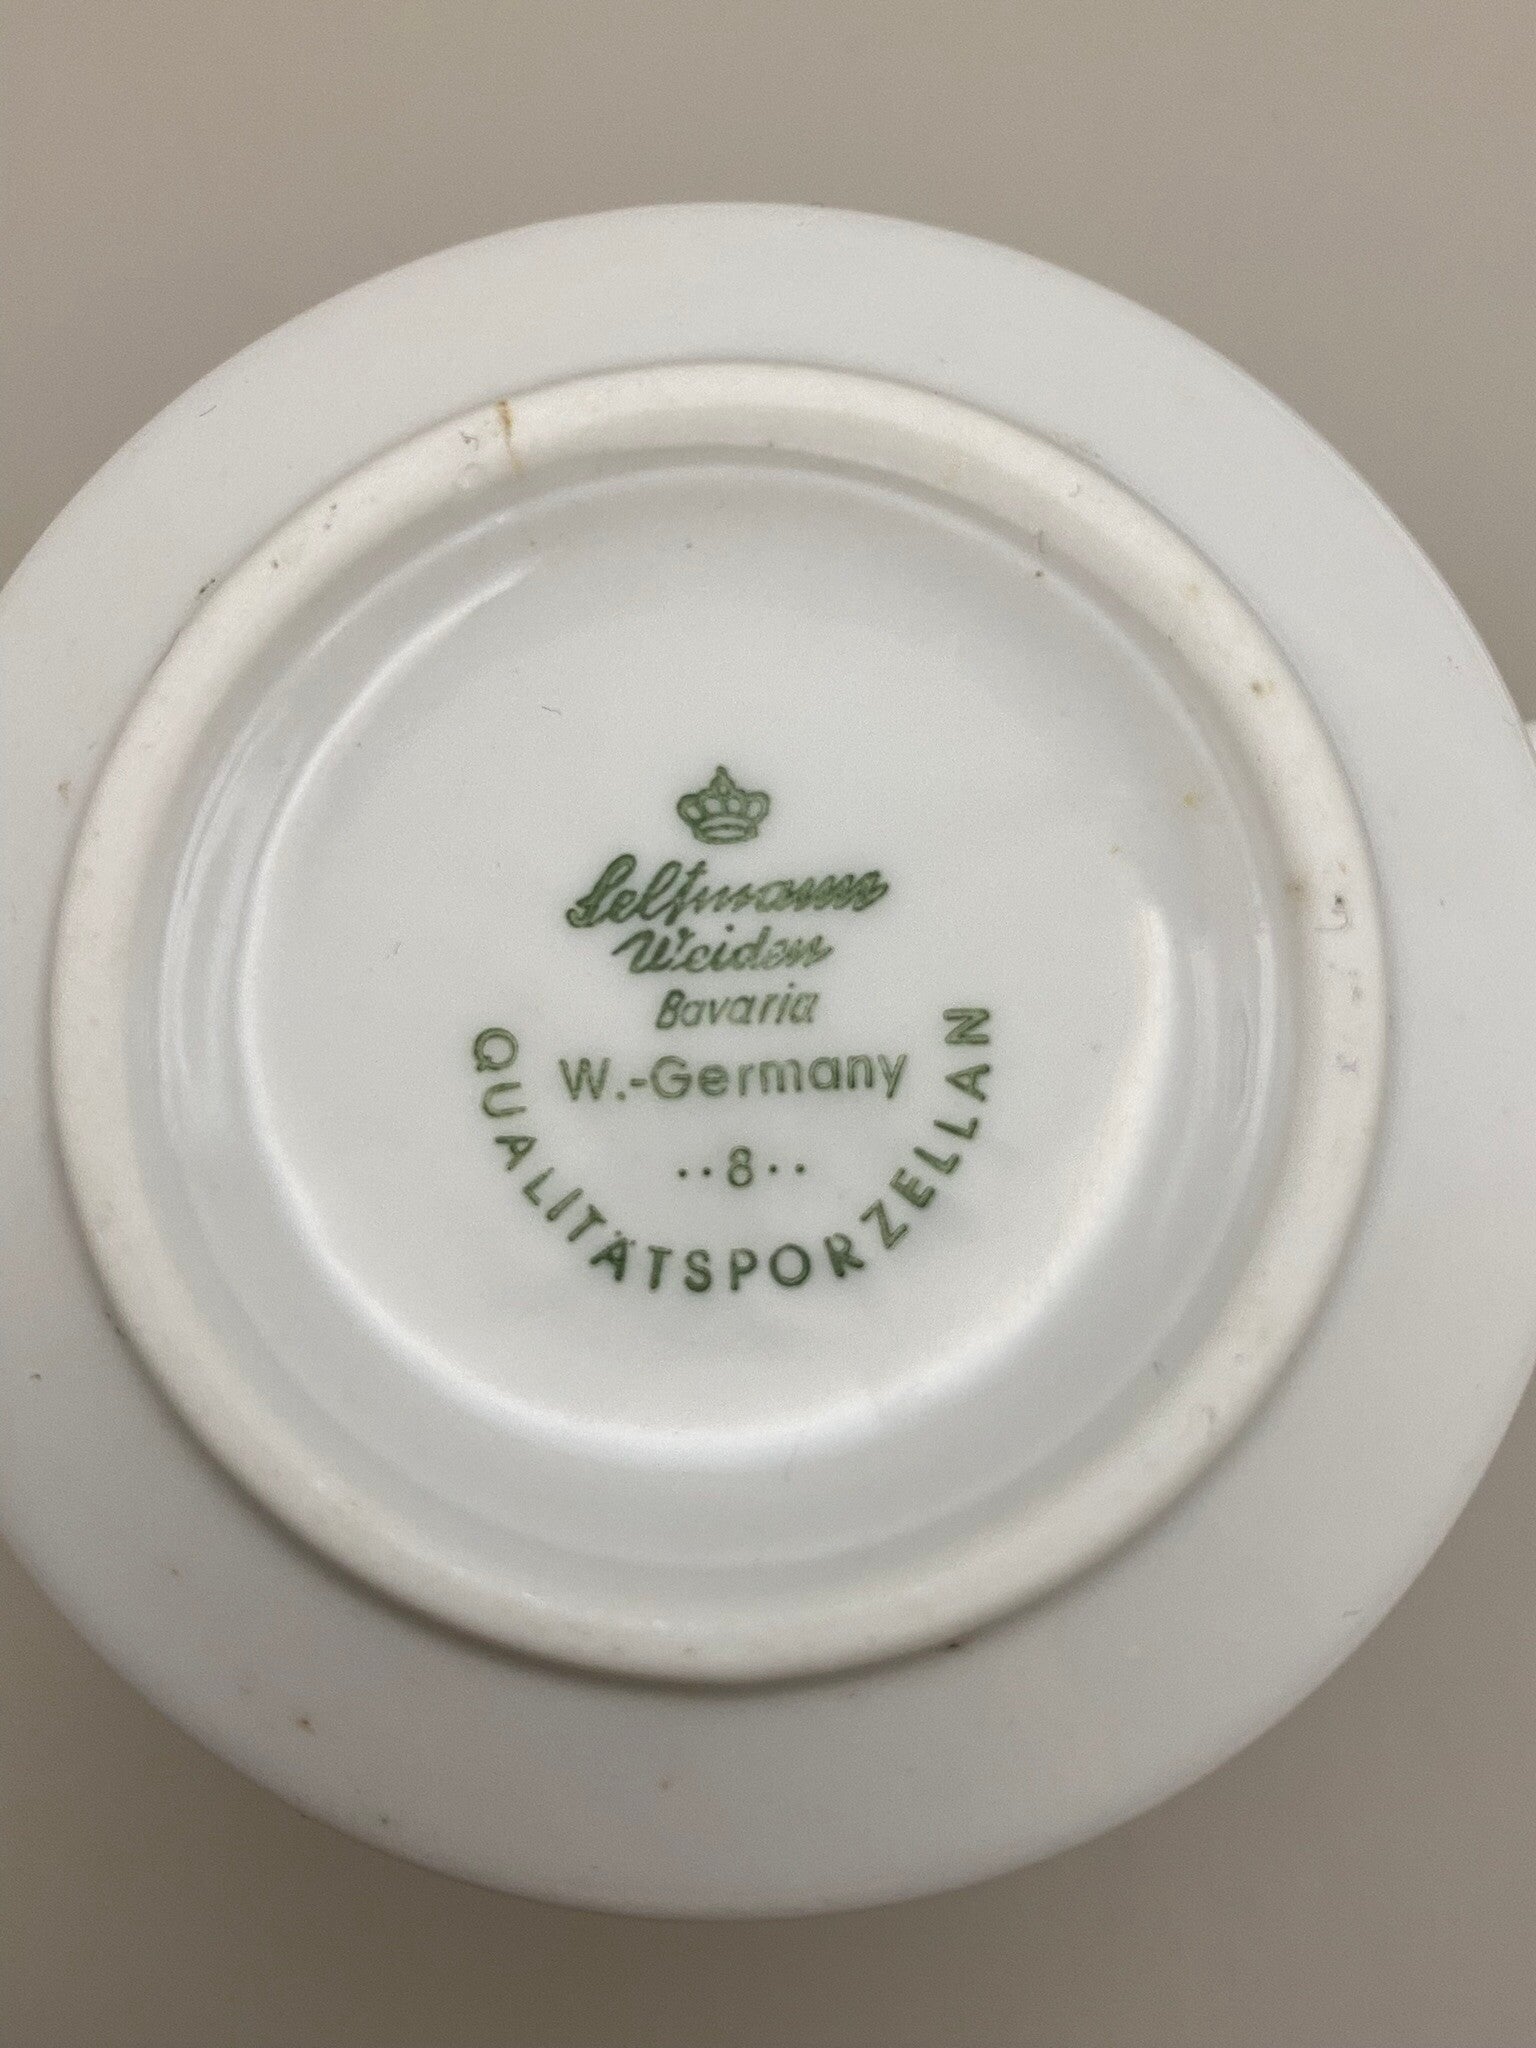 Seltmann
Weiden
Bavaria
W.-Germany
··8··
QUALITÄTSPORZELLAN